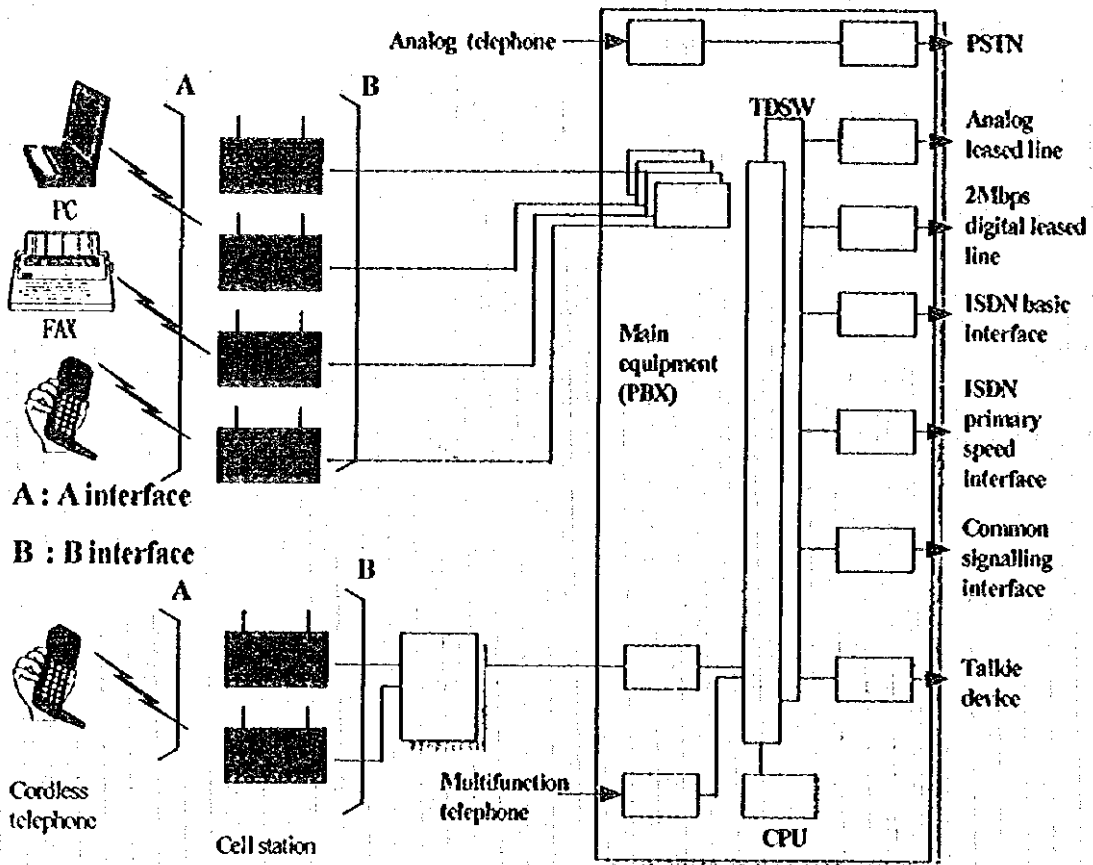 Analog telephone
PSTN
A
B
TDSW
Analog
leased line
PC
2Mbps
digital leased
line
FAX
ISDN basic
interface
Main
equipment
(PBX)
ISDN
primary
speed
interface
A : A interface
B : B interface
Common
signalling
interface
A
B
Talkie
device
Cordless
telephone
Multifunction
telephone
Cell station
CPU